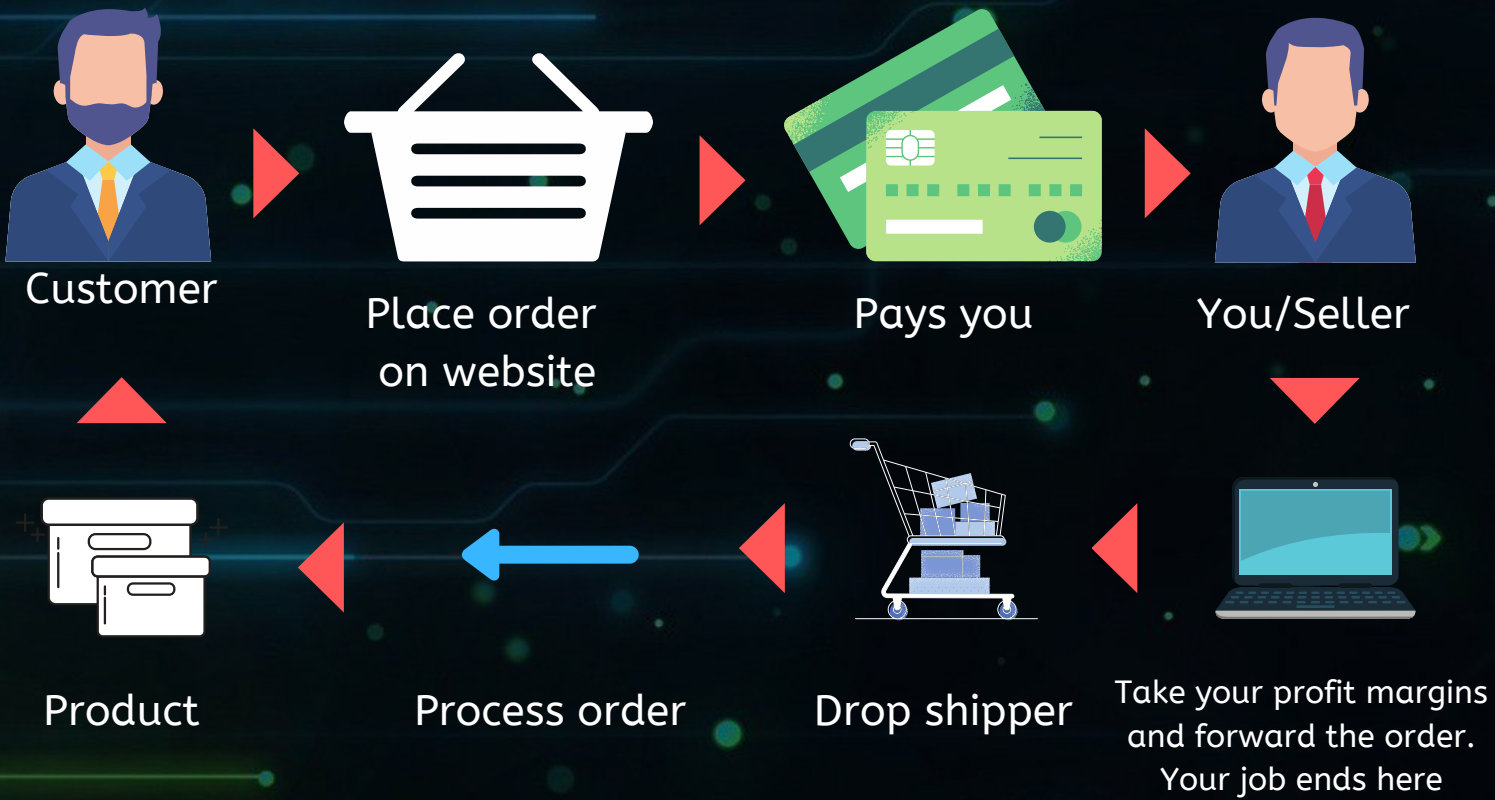 Customer
Place order
on website
Pays you
You/Seller
Product
Process order
Drop shipper
Take your profit margins
and forward the order.
Your job ends here